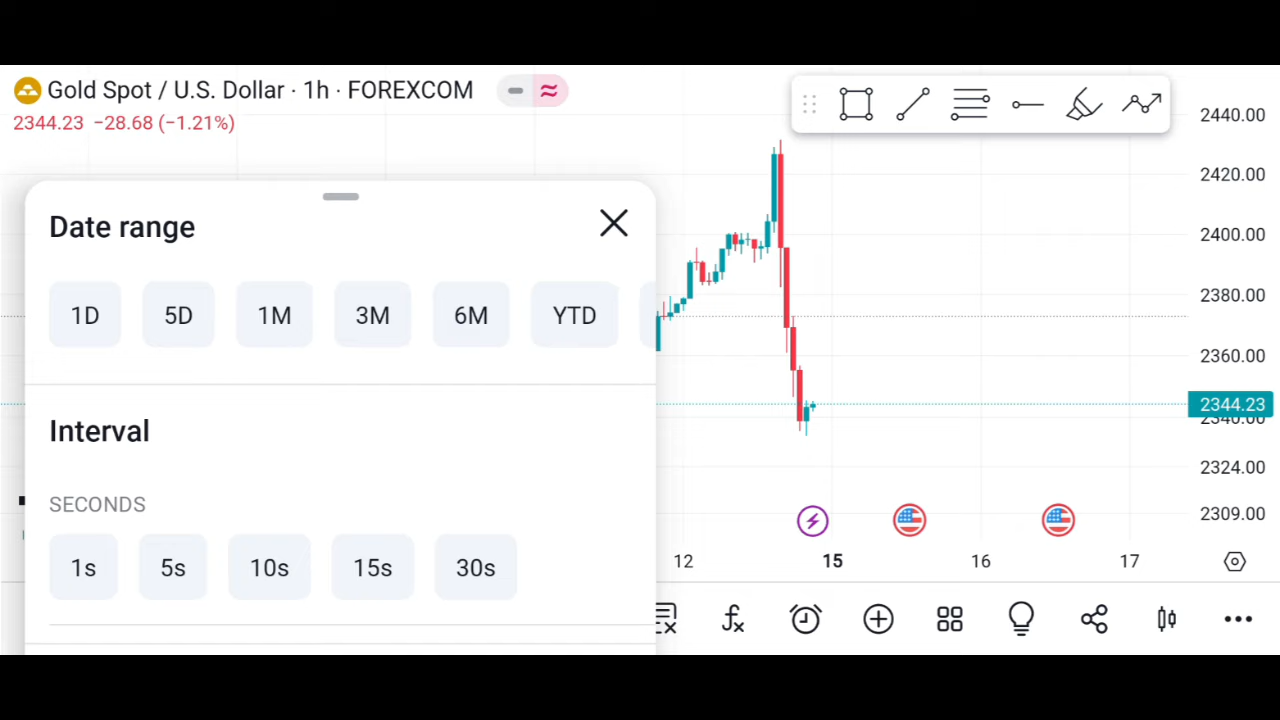 Gold Spot / U.S. Dollar · 1h · FOREXCOM
2344.23 −28.68 (−1.21%)
Date range
1D 5D 1M 3M 6M YTD
Interval
SECONDS
1s 5s 10s 15s 30s
2440.00
2420.00
2400.00
2380.00
2360.00
2344.23
2340.00
2324.00
2309.00
12 15 16 17